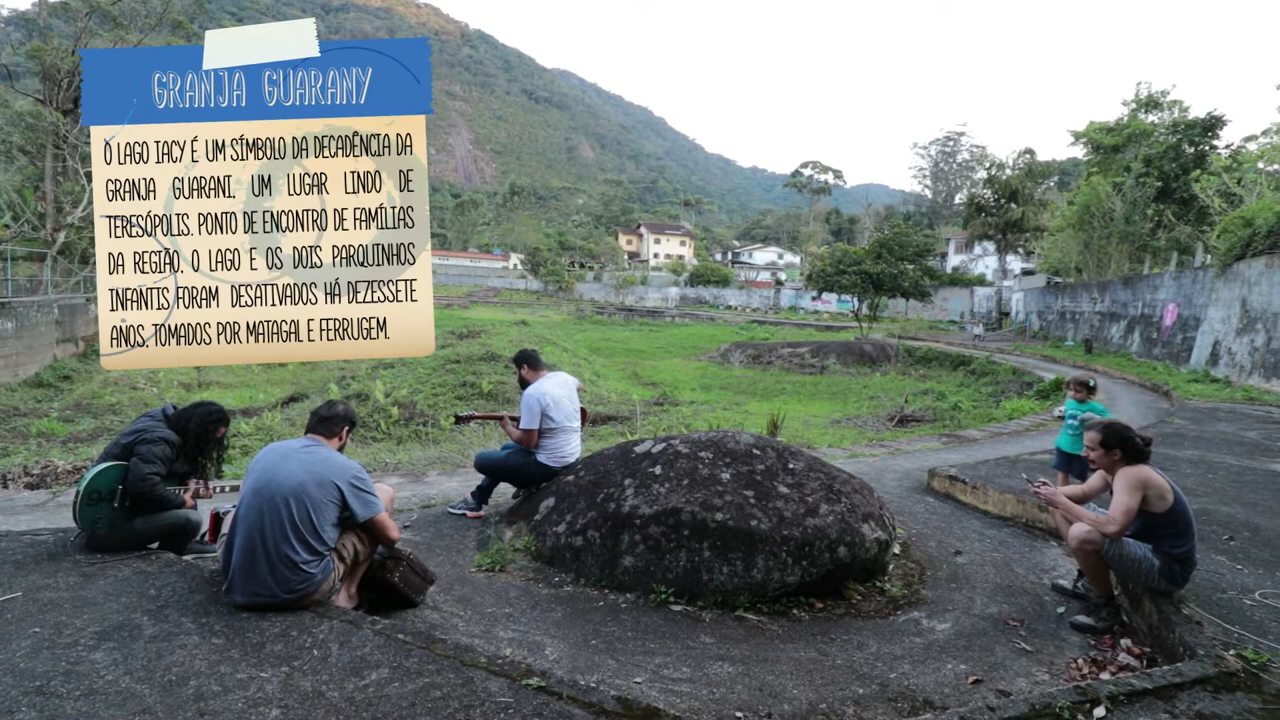 GRANJA GUARANY
O LAGO IACY É UM SÍMBOLO DA DECADÊNCIA DA
GRANJA GUARANI, UM LUGAR LINDO DE
TERESÓPOLIS. PONTO DE ENCONTRO DE FAMÍLIAS
DA REGIÃO, O LAGO E OS DOIS PARQUINHOS
INFANTIS FORAM DESATIVADOS HÁ DEZESSETE
ANOS, TOMADOS POR MATAGAL E FERRUGEM.